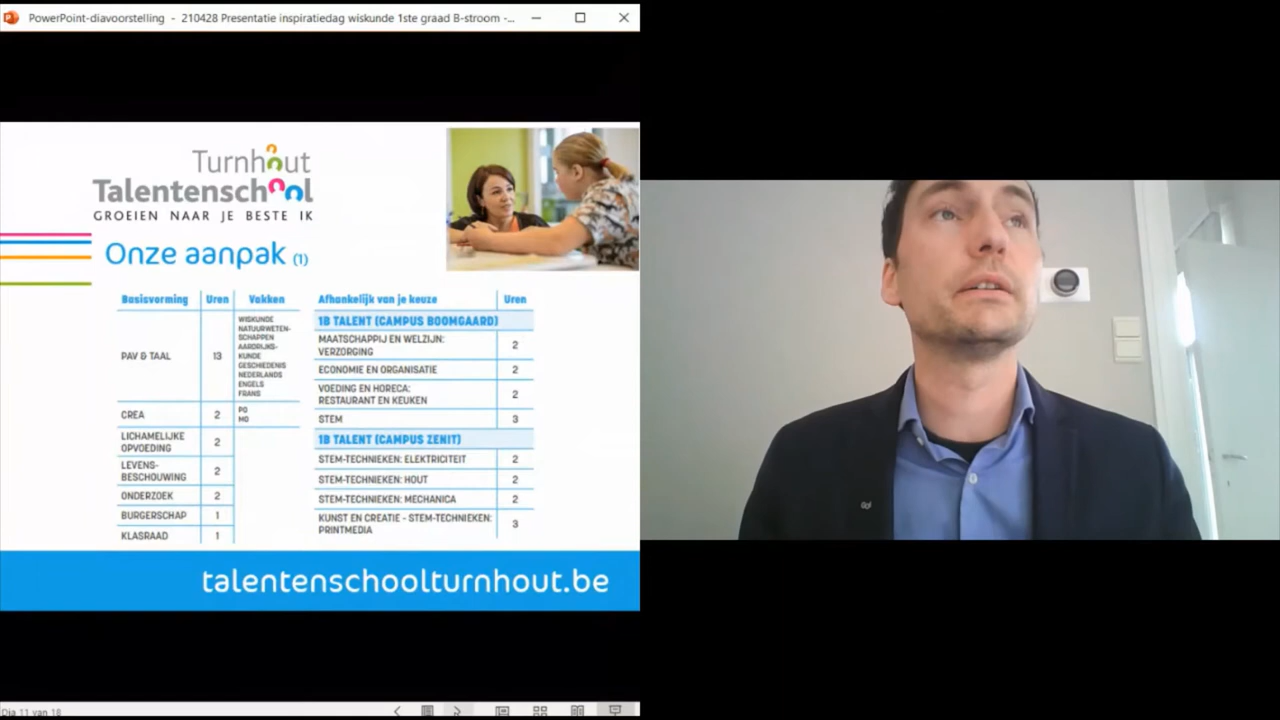 PowerPoint-diavoorstelling - 210428 Presentatie inspiratiedag wiskunde 1ste graad B-stroom -...
Turnhout
Talentenschool
GROEIEN NAAR JE BESTE IK
Onze aanpak (1)
Basisvorming Uren Vakken
PAV & TAAL 13
WISKUNDE
NATUURWETEN-
SCHAPPEN
AARDRIJKS-
KUNDE
GESCHIEDENIS
NEDERLANDS
ENGELS
FRANS
CREA 2
PO
MO
LICHAMELIJKE
OPVOEDING 2
LEVENS-
BESCHOUWING 2
ONDERZOEK 2
BURGERSCHAP 1
KLASRAAD 1
Afhankelijk van je keuze Uren
1B TALENT (CAMPUS BOOMGAARD)
MAATSCHAPPIJ EN WELZIJN:
VERZORGING 2
ECONOMIE EN ORGANISATIE 2
VOEDING EN HORECA:
RESTAURANT EN KEUKEN 2
STEM 3
1B TALENT (CAMPUS ZENIT)
STEM-TECHNIEKEN: ELEKTRICITEIT 2
STEM-TECHNIEKEN: HOUT 2
STEM-TECHNIEKEN: MECHANICA 2
KUNST EN CREATIE - STEM-TECHNIEKEN:
PRINTMEDIA 3
talentenschoolturnhout.be
Dia 11 van 18